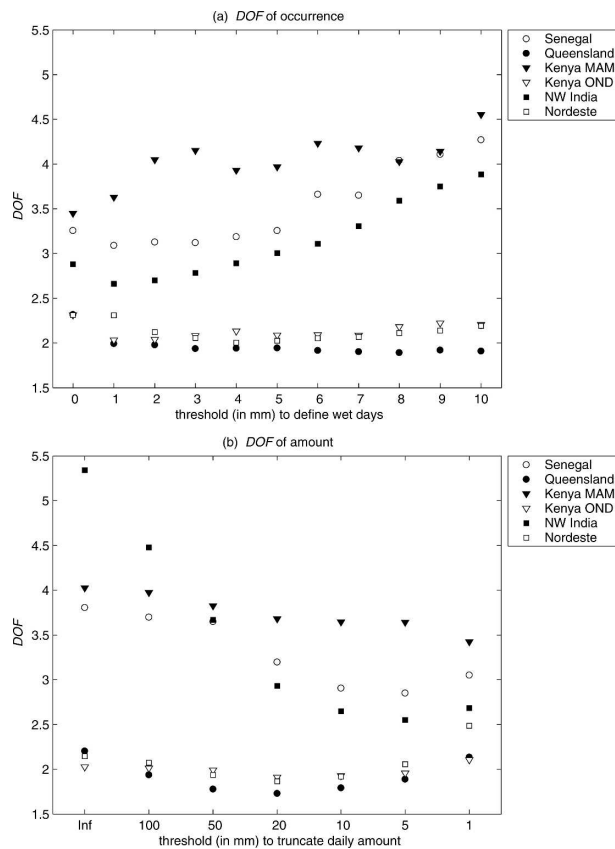 (a) DOF of occurrence
5.5
5
4.5
4
3.5
3
2.5
2
1.5
DOF
0 1 2 3 4 5 6 7 8 9 10
threshold (in mm) to define wet days
Senegal
Queensland
Kenya MAM
Kenya OND
NW India
Nordeste
(b) DOF of amount
5.5
5
4.5
4
3.5
3
2.5
2
1.5
DOF
Inf 100 50 20 10 5 1
threshold (in mm) to truncate daily amount
Senegal
Queensland
Kenya MAM
Kenya OND
NW India
Nordeste